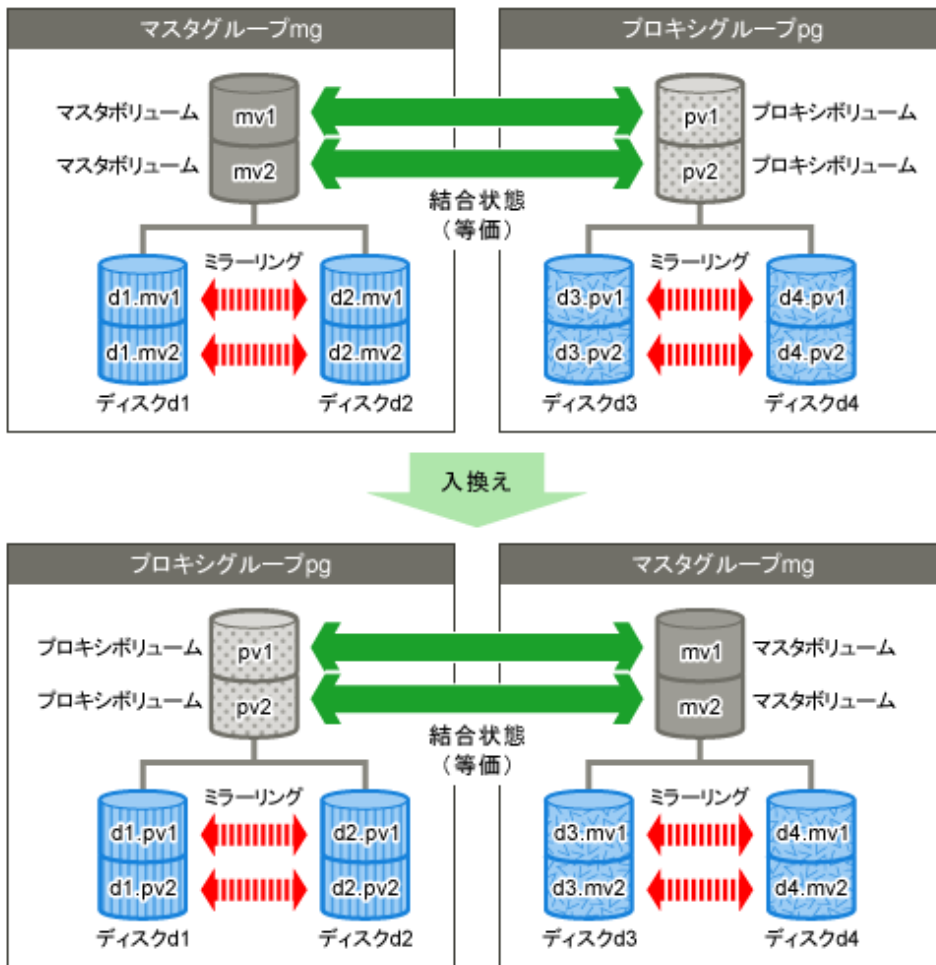 マスタグループmg
プロキシグループpg
マスタボリューム
mv1
pv1
プロキシボリューム
マスタボリューム
mv2
pv2
プロキシボリューム
結合状態
（等価）
ミラーリング
ミラーリング
d1.mv1
d2.mv1
d3.pv1
d4.pv1
d1.mv2
d2.mv2
d3.pv2
d4.pv2
ディスクd1
ディスクd2
ディスクd3
ディスクd4
入換え
プロキシグループpg
マスタグループmg
プロキシボリューム
pv1
mv1
マスタボリューム
プロキシボリューム
pv2
mv2
マスタボリューム
結合状態
（等価）
ミラーリング
ミラーリング
d1.pv1
d2.pv1
d3.mv1
d4.mv1
d1.pv2
d2.pv2
d3.mv2
d4.mv2
ディスクd1
ディスクd2
ディスクd3
ディスクd4